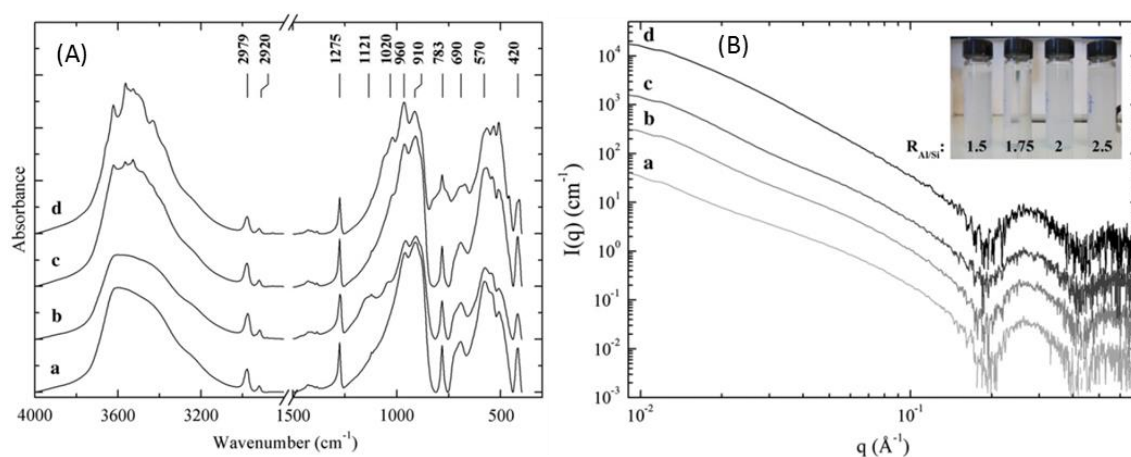 (A)
2979
2920
1275
1121
1020
960
910
783
690
570
420
Absorbance
d
c
b
a
4000
3600
3200
1500
1000
500
Wavenumber (cm⁻¹)
(B)
d
c
b
a
R_Al/Si:
1.5
1.75
2
2.5
I(q) (cm⁻¹)
10⁴
10³
10²
10¹
10⁰
10⁻¹
10⁻²
10⁻³
10⁻²
10⁻¹
q (Å⁻¹)